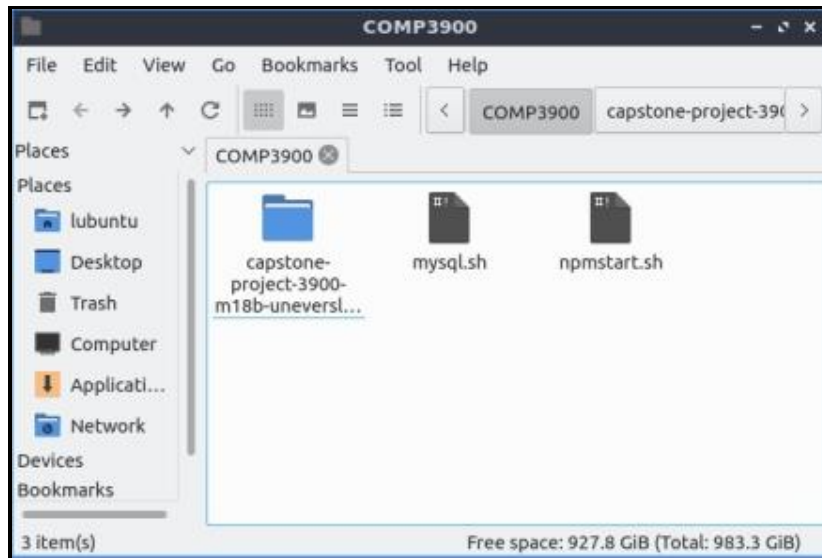 COMP3900
File Edit View Go Bookmarks Tool Help
COMP3900 capstone-project-390
Places
COMP3900
Places
lubuntu
Desktop
Trash
Computer
Applicati...
Network
Devices
Bookmarks
capstone-
project-3900-
m18b-uneversl...
mysql.sh
npmstart.sh
3 item(s) Free space: 927.8 GiB (Total: 983.3 GiB)